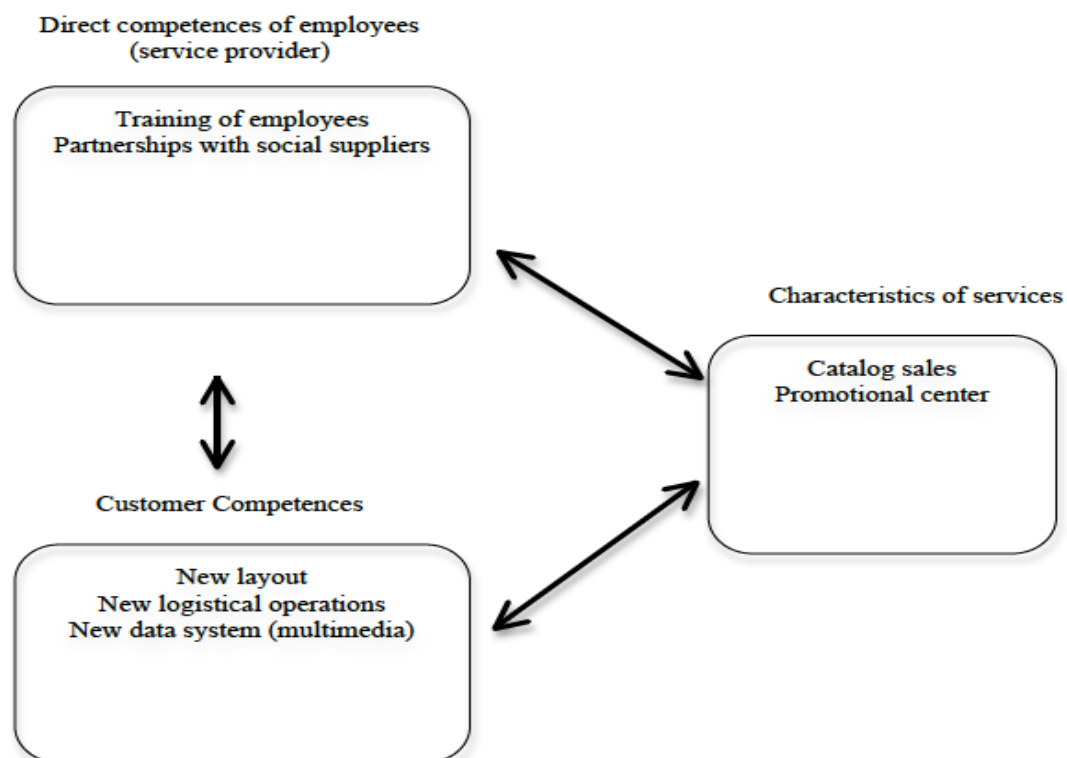 Direct competences of employees
(service provider)
Training of employees
Partnerships with social suppliers
Characteristics of services
Catalog sales
Promotional center
Customer Competences
New layout
New logistical operations
New data system (multimedia)